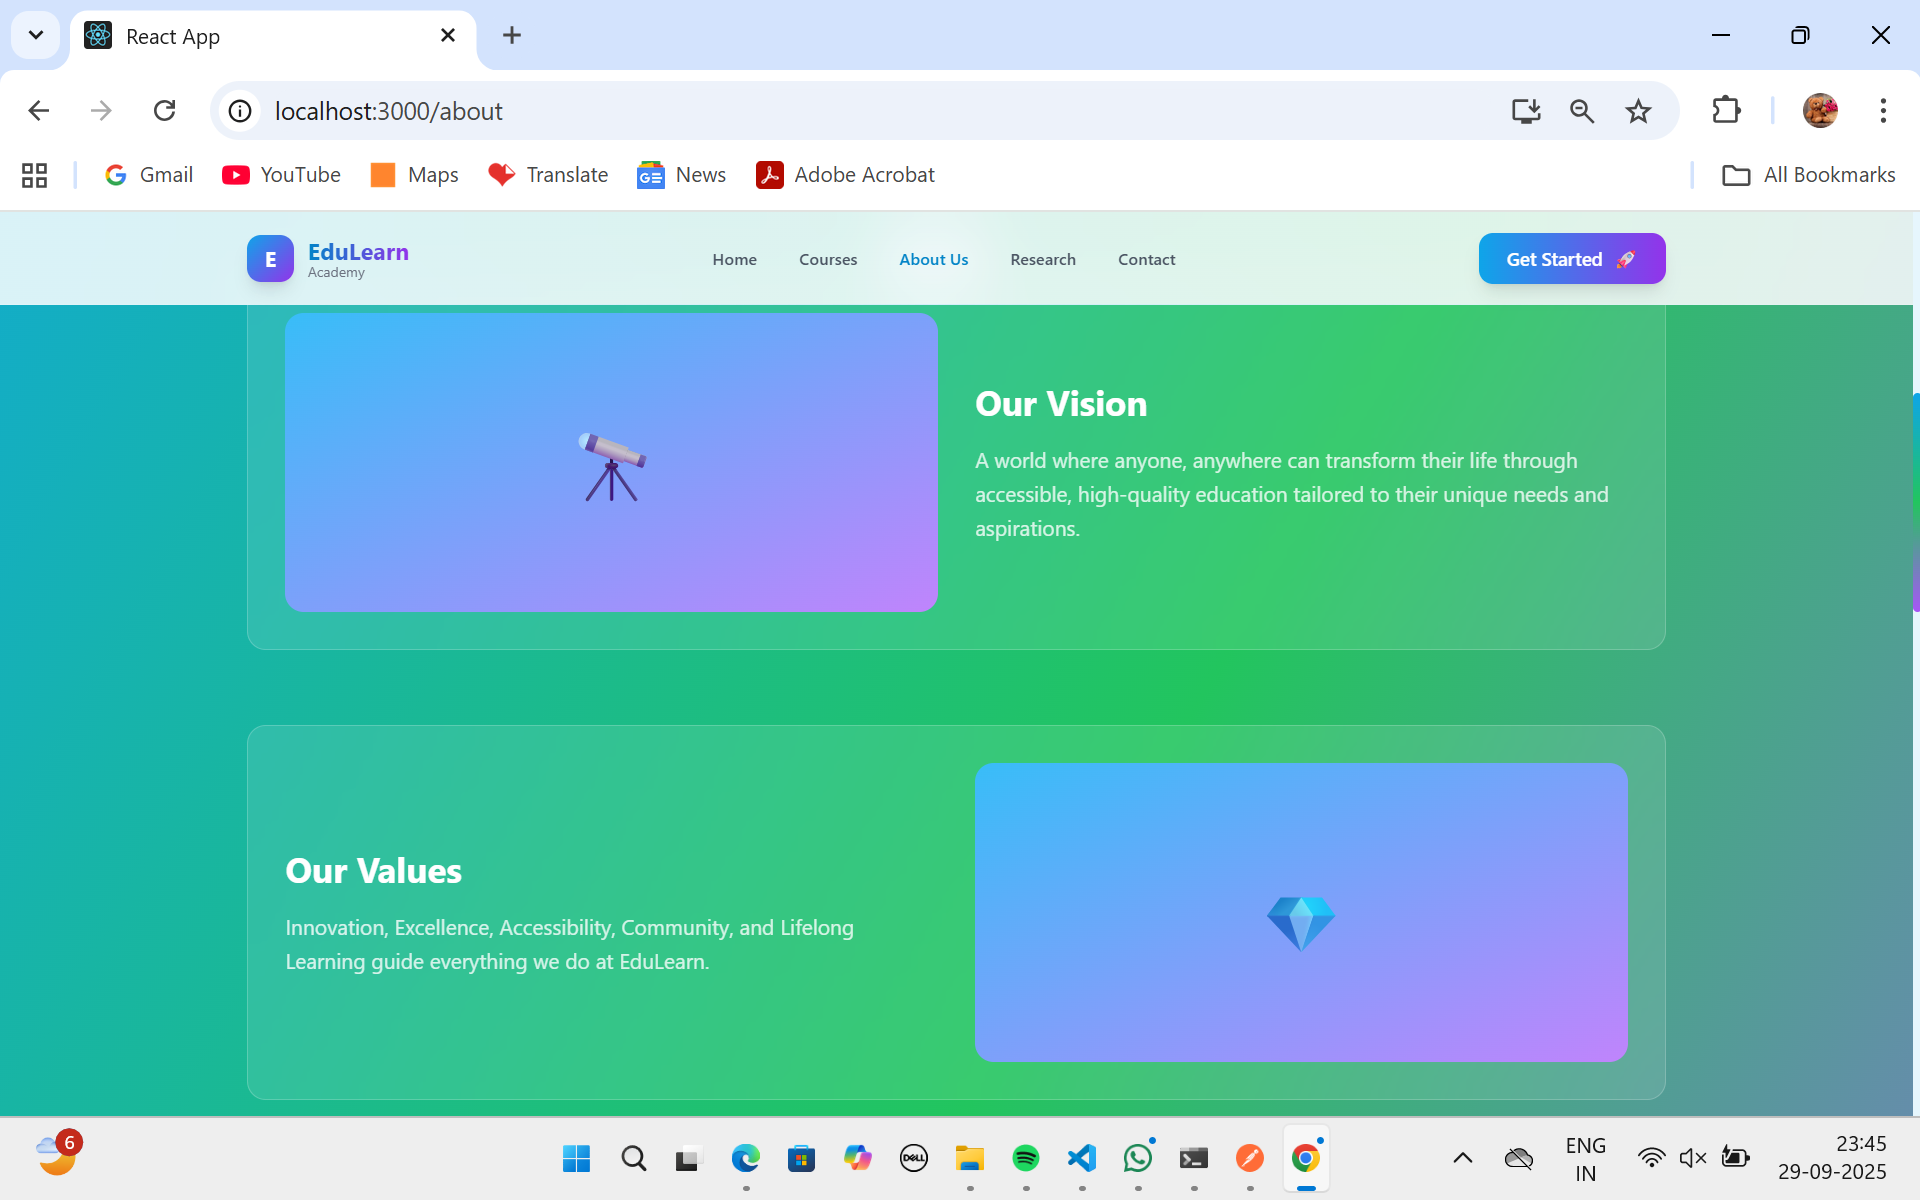 React App
localhost:3000/about
Gmail
YouTube
Maps
Translate
News
Adobe Acrobat
All Bookmarks
E
EduLearn
Academy
Home
Courses
About Us
Research
Contact
Get Started
Our Vision
A world where anyone, anywhere can transform their life through
accessible, high-quality education tailored to their unique needs and
aspirations.
Our Values
Innovation, Excellence, Accessibility, Community, and Lifelong
Learning guide everything we do at EduLearn.
6
DELL
ENG
IN
23:45
29-09-2025